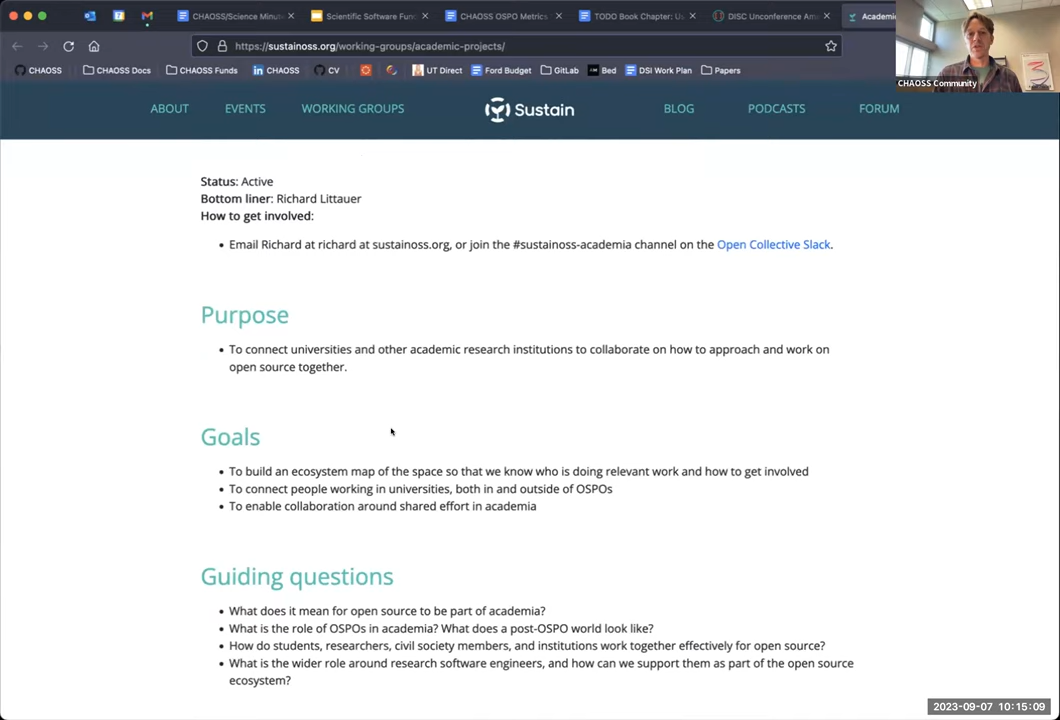 CHAOSS/Science Minute
Scientific Software Fun
CHAOSS OSPO Metrics
TODO Book Chapter: U
DISC Unconference Am
Academi
https://sustainoss.org/working-groups/academic-projects/
CHAOSS
CHAOSS Docs
CHAOSS Funds
CHAOSS
CV
UT Direct
Ford Budget
GitLab
Bed
DSI Work Plan
Papers
CHAOSS Community
ABOUT
EVENTS
WORKING GROUPS
Sustain
BLOG
PODCASTS
FORUM
Status: Active
Bottom liner: Richard Littauer
How to get involved:
• Email Richard at richard at sustainoss.org, or join the #sustainoss-academia channel on the Open Collective Slack.
Purpose
• To connect universities and other academic research institutions to collaborate on how to approach and work on
open source together.
Goals
• To build an ecosystem map of the space so that we know who is doing relevant work and how to get involved
• To connect people working in universities, both in and outside of OSPOs
• To enable collaboration around shared effort in academia
Guiding questions
• What does it mean for open source to be part of academia?
• What is the role of OSPOs in academia? What does a post-OSPO world look like?
• How do students, researchers, civil society members, and institutions work together effectively for open source?
• What is the wider role around research software engineers, and how can we support them as part of the open source
ecosystem?
2023-09-07 10:15:09